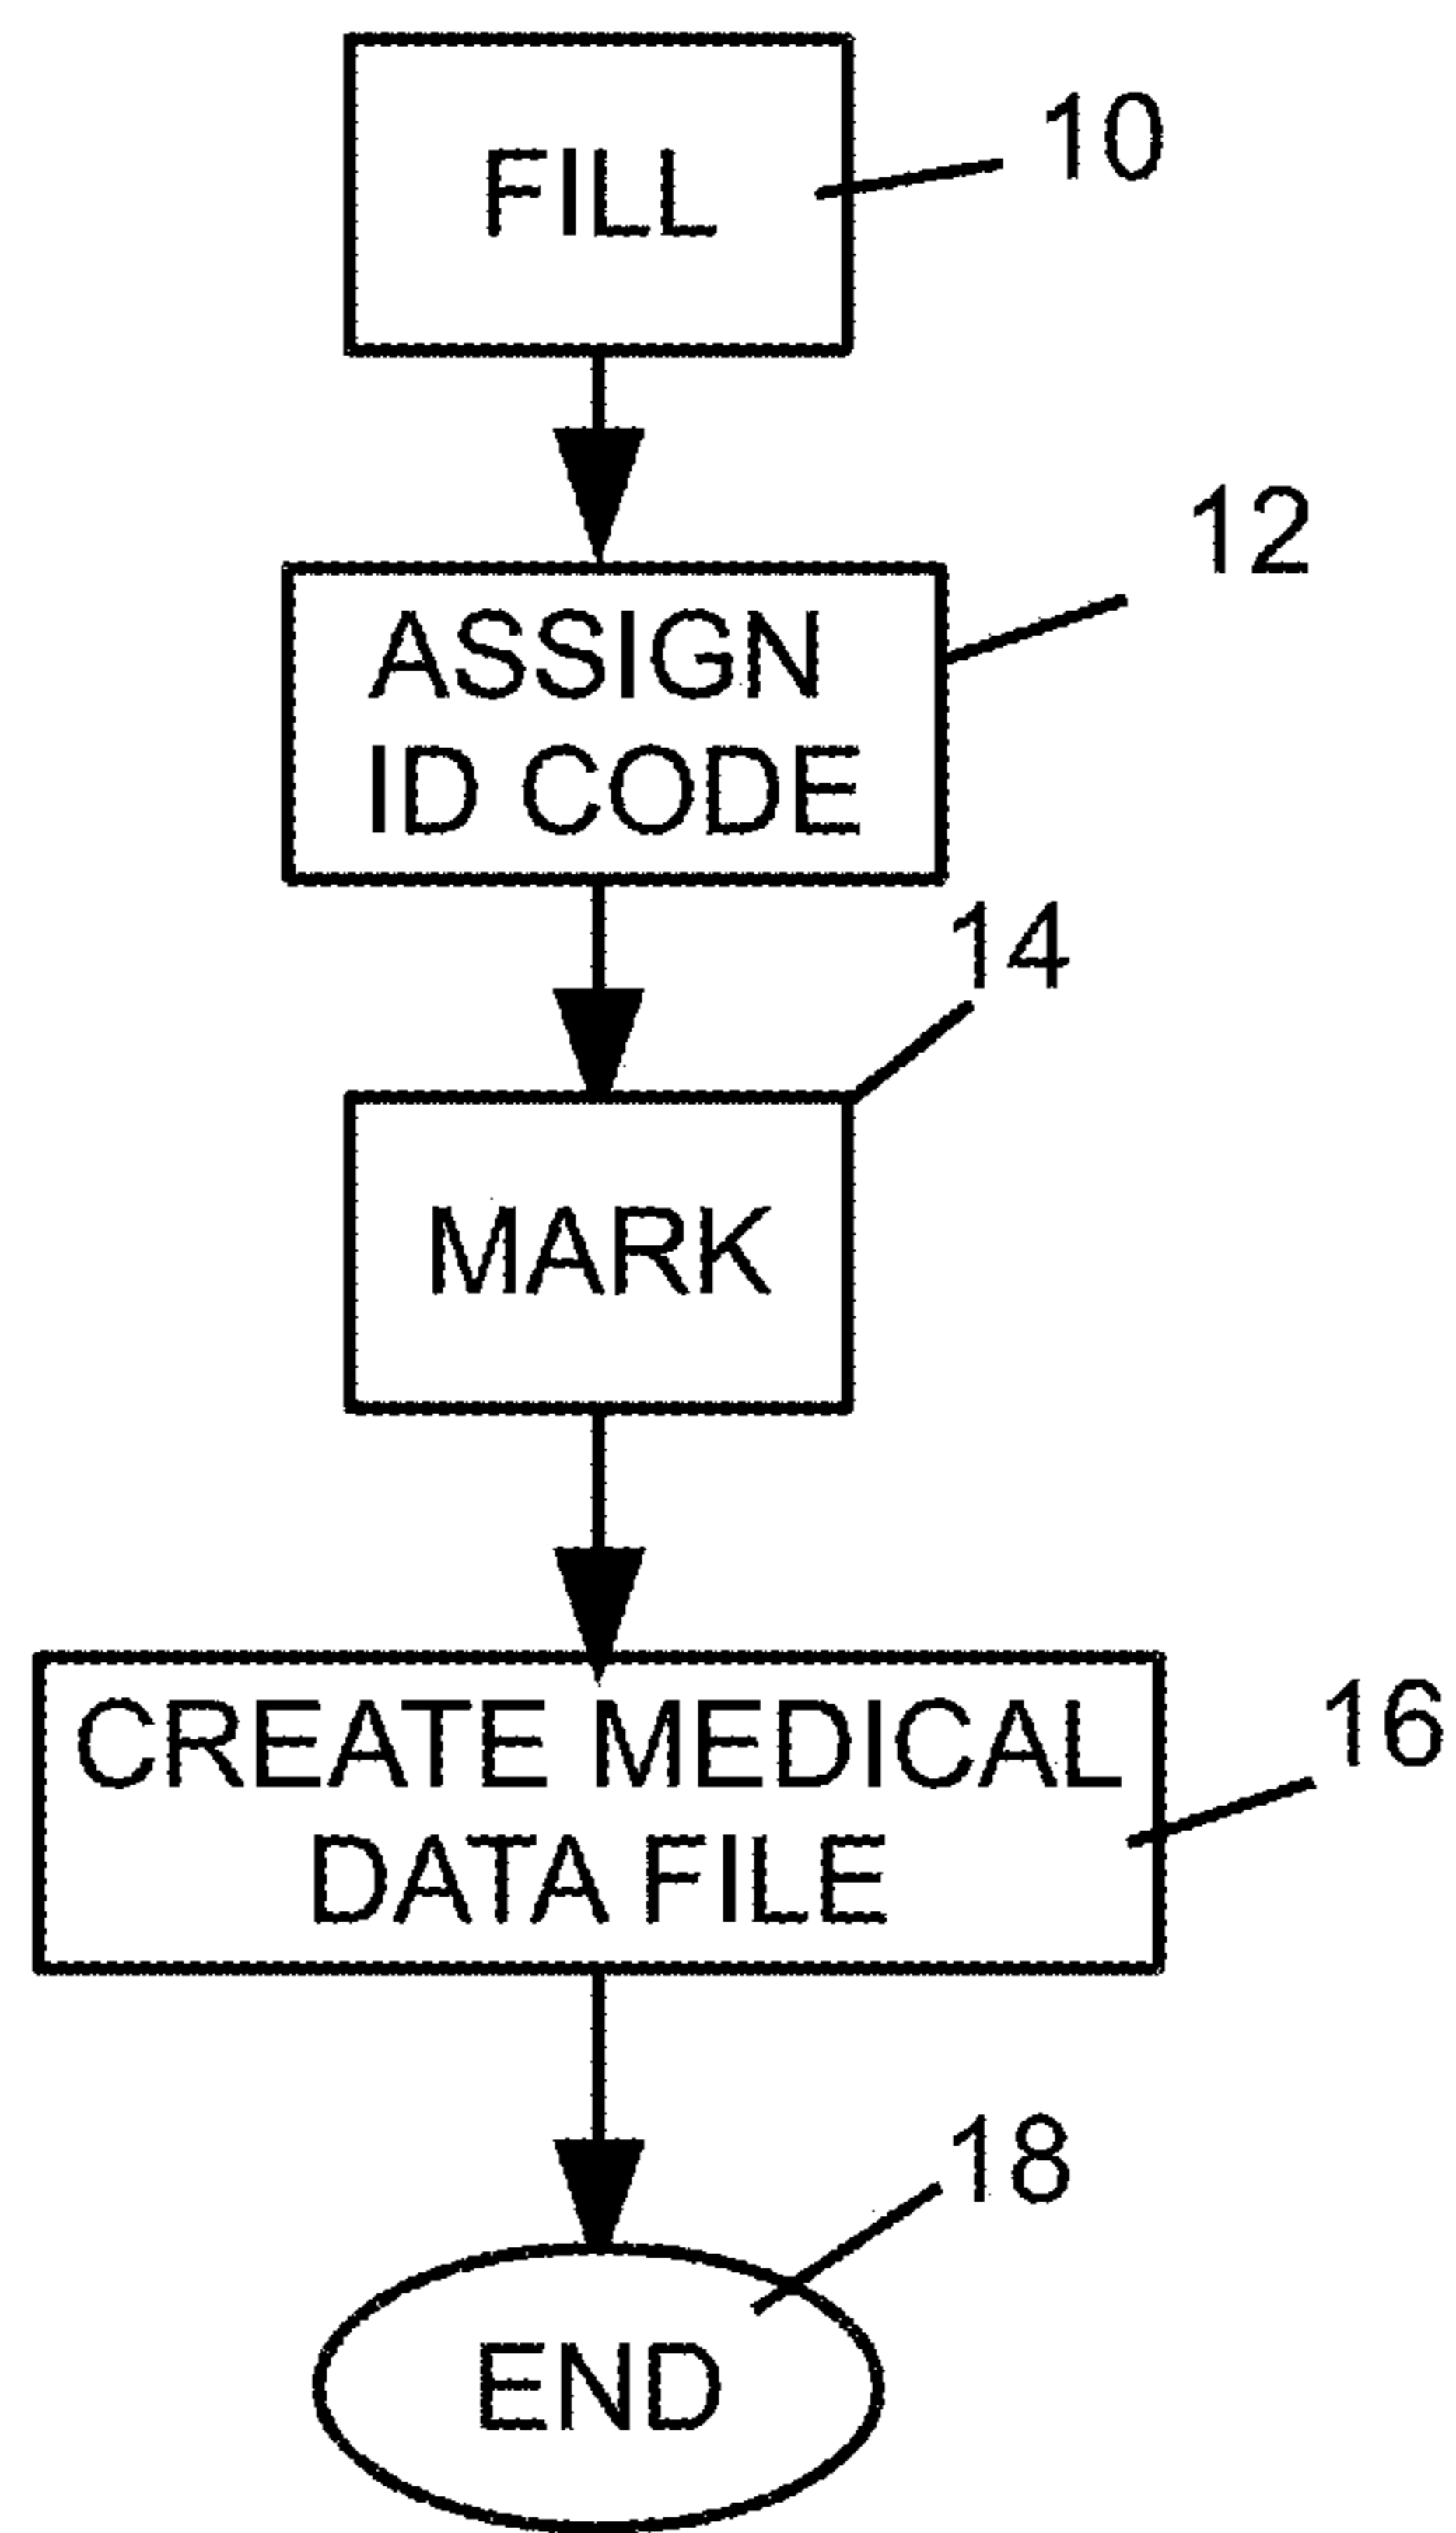 FILL
10
ASSIGN
ID CODE
12
14
MARK
CREATE MEDICAL
DATA FILE
16
18
END